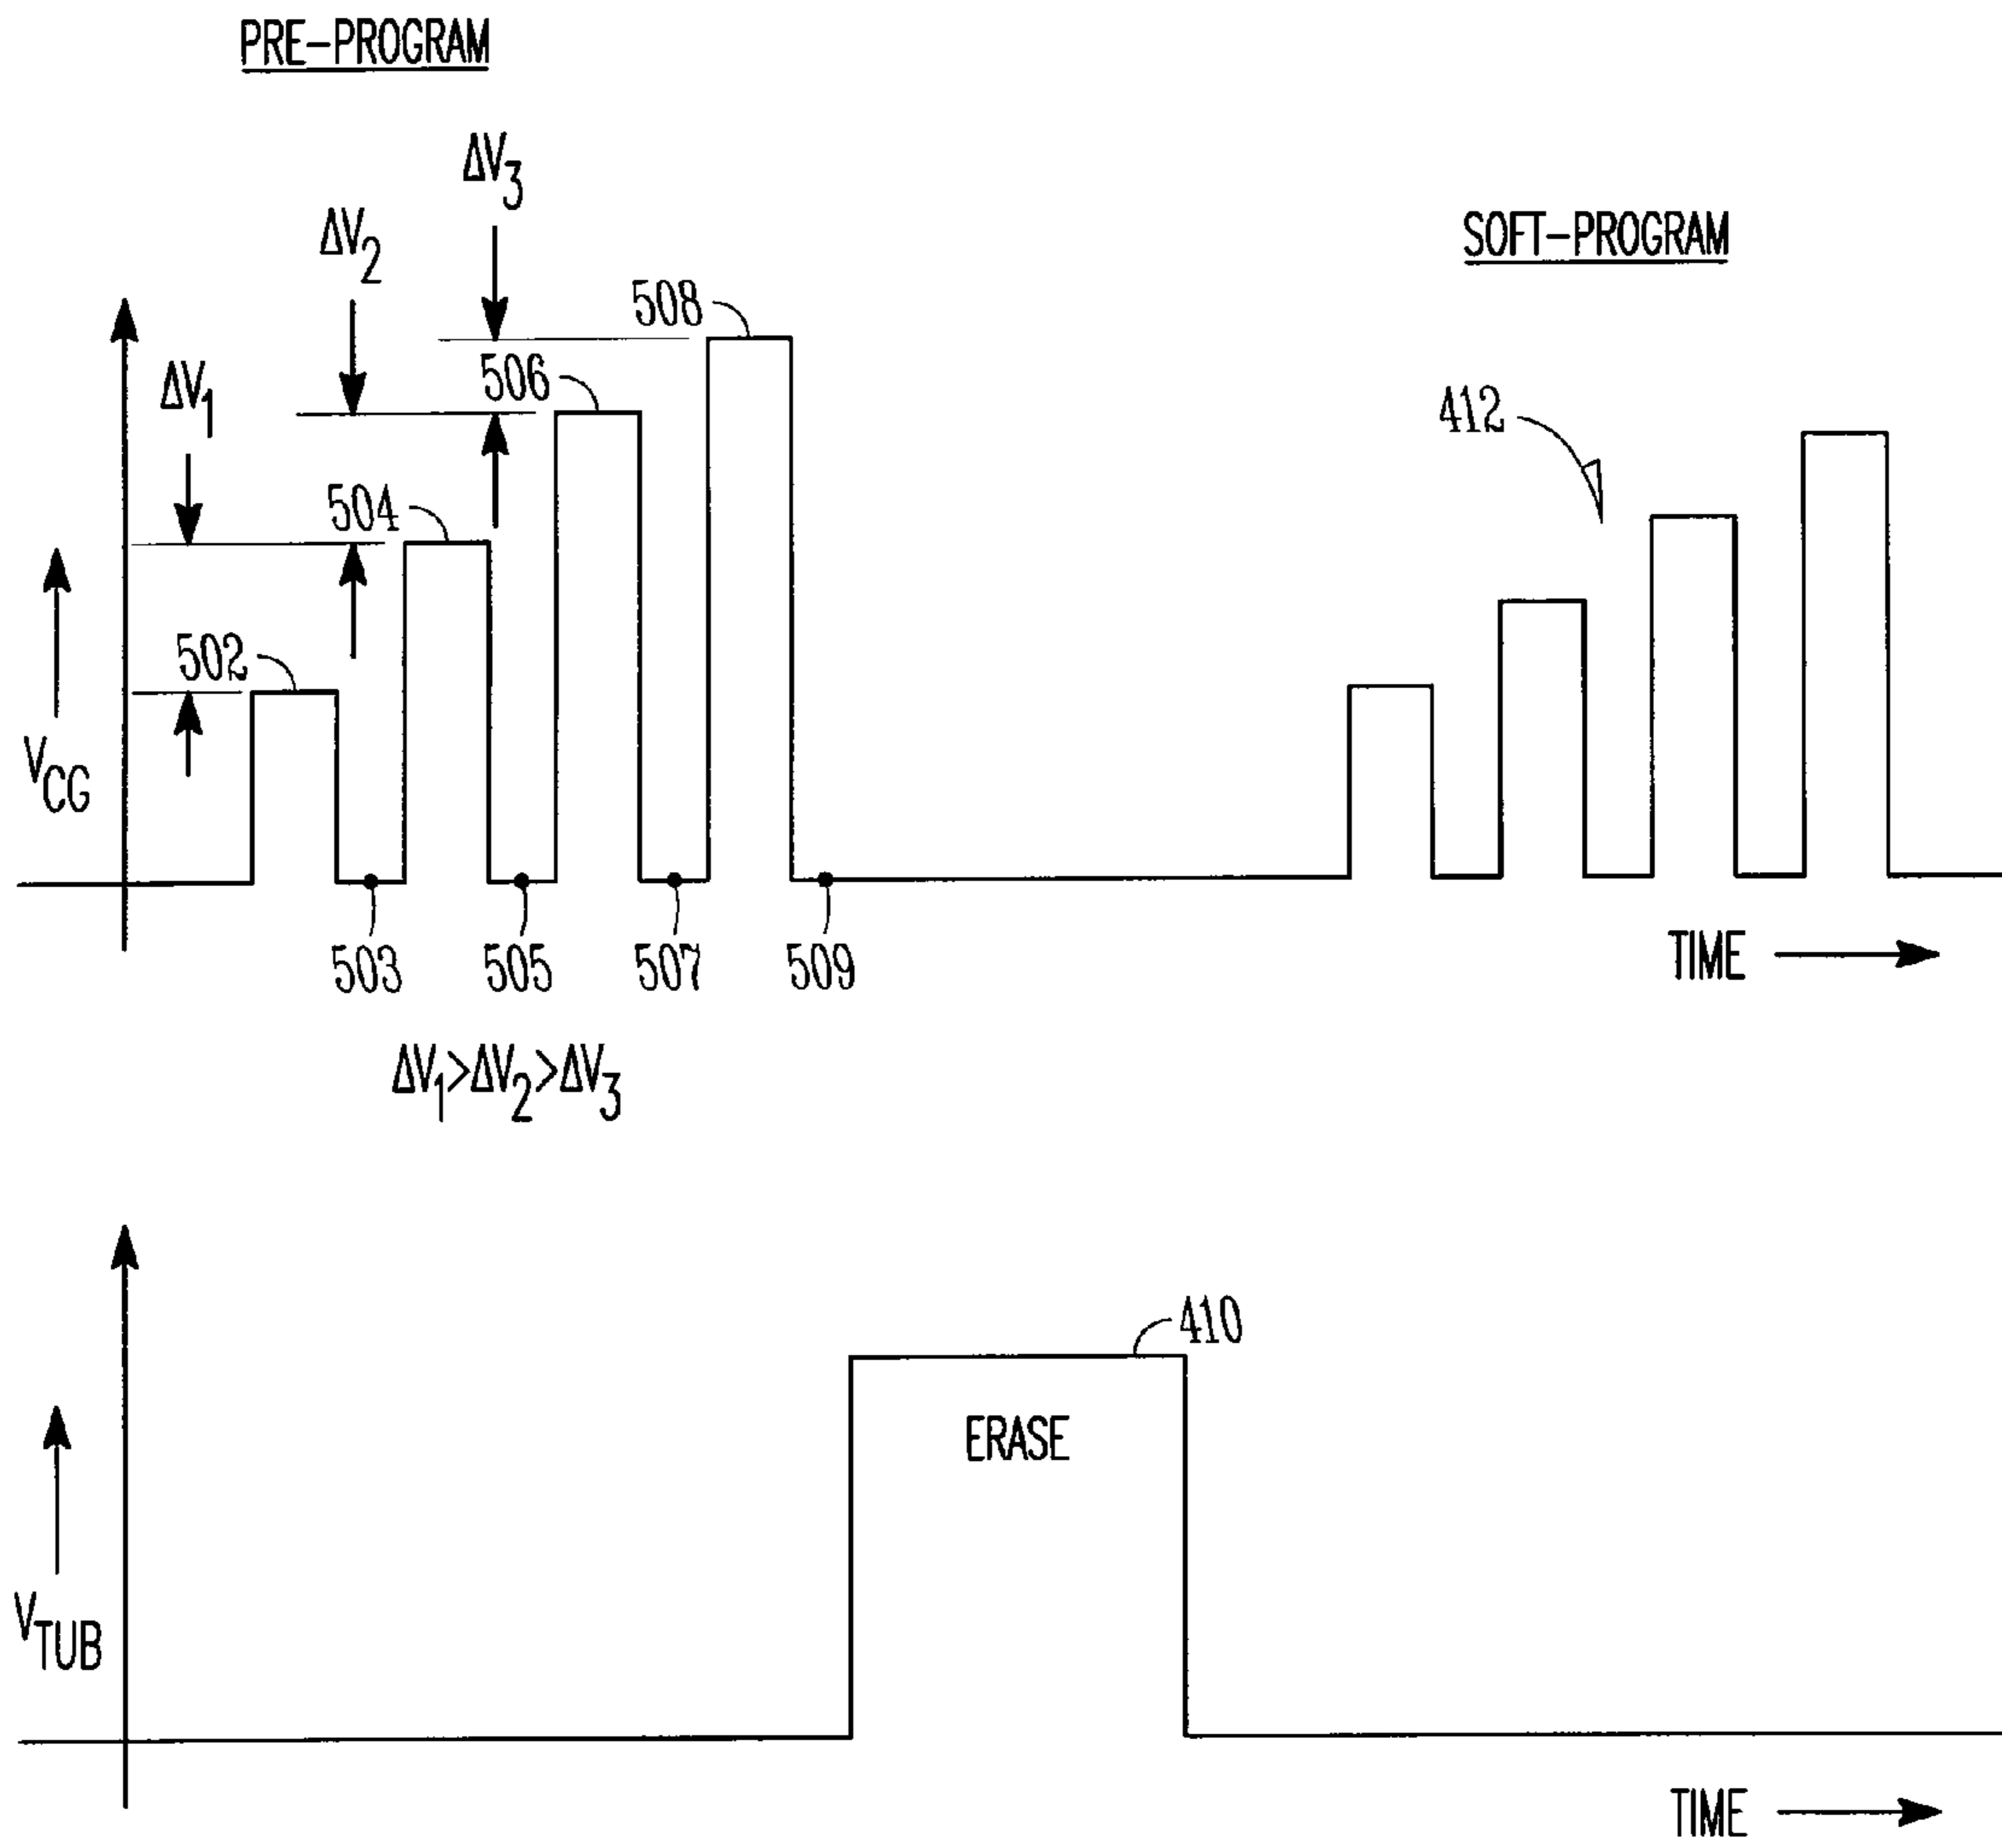 PRE-PROGRAM
ΔV3
ΔV2
SOFT-PROGRAM
508
ΔV1
506
412
504
502
VCG
503 505 507 509
TIME
ΔV1>ΔV2>ΔV3
410
ERASE
VTUB
TIME